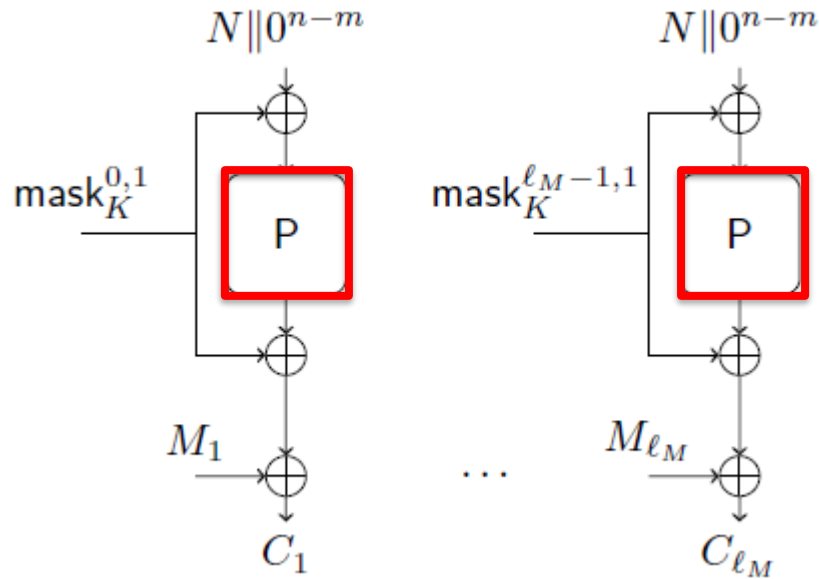 N∥0^{n−m} N∥0^{n−m}
mask_K^{0,1} P mask_K^{ℓ_M−1,1} P
M_1 ... M_{ℓ_M}
C_1 C_{ℓ_M}